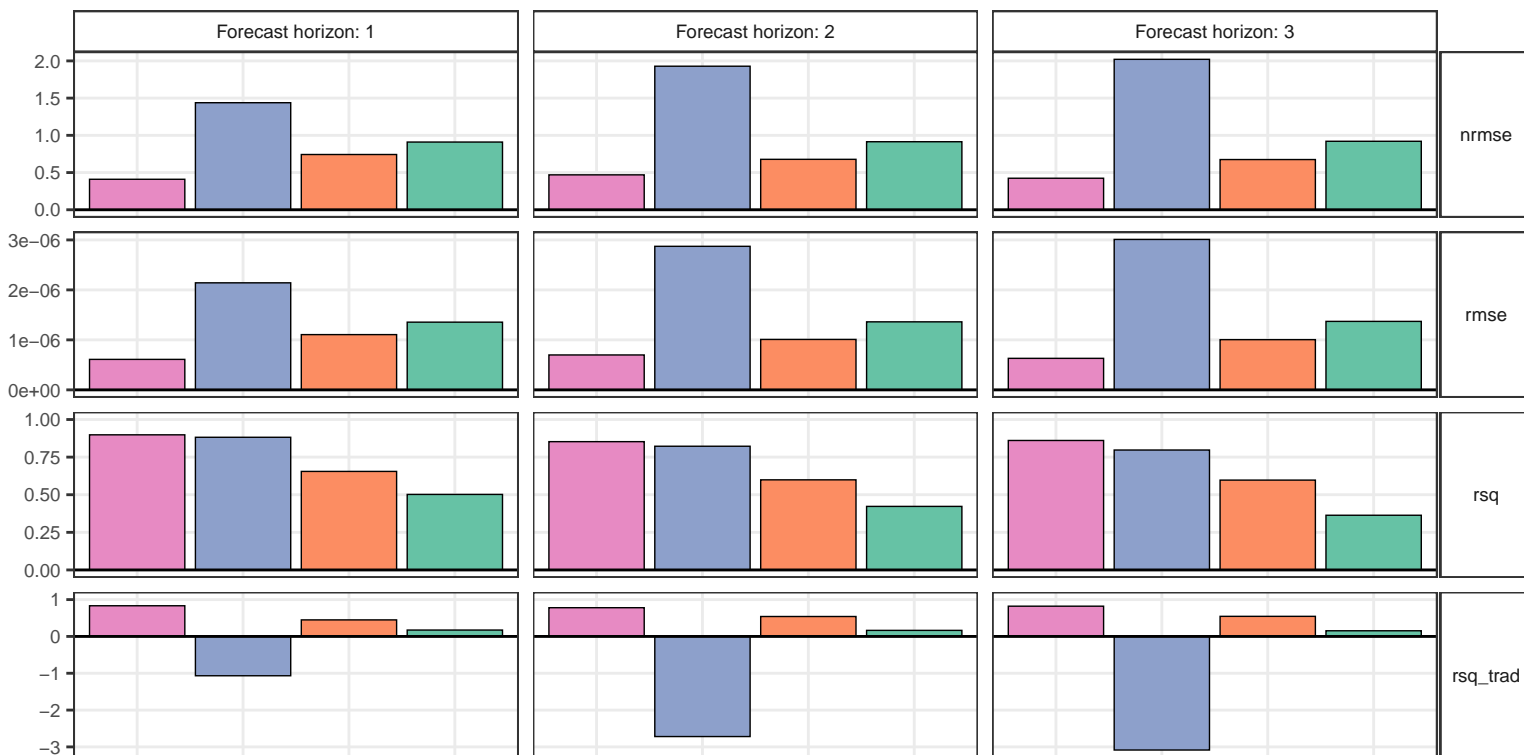 Forecast horizon: 1
Forecast horizon: 2
Forecast horizon: 3
2.0
1.5
1.0
0.5
0.0
nrmse
3e−06
2e−06
1e−06
0e+00
rmse
1.00
0.75
0.50
0.25
0.00
rsq
1
0
−1
−2
−3
rsq_trad